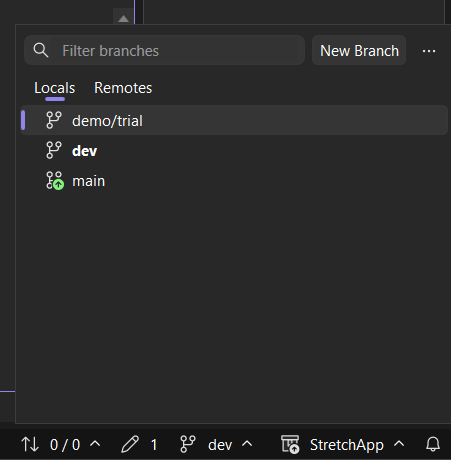 Filter branches New Branch ...
Locals Remotes
demo/trial
dev
main
0 / 0 1 dev StretchApp